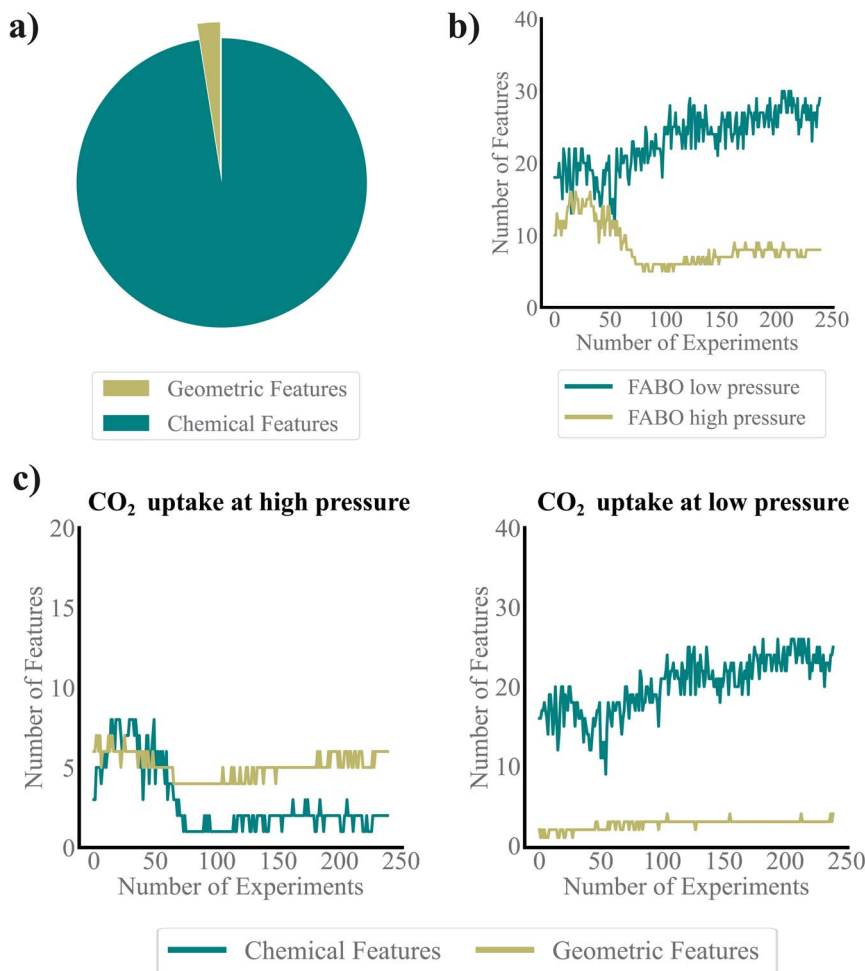 a)
Geometric Features
Chemical Features
b)
40
30
20
10
0
Number of Features
0 50 100 150 200 250
Number of Experiments
FABO low pressure
FABO high pressure
c)
CO₂ uptake at high pressure
20
15
10
5
0
Number of Features
0 50 100 150 200 250
Number of Experiments
CO₂ uptake at low pressure
40
30
20
10
0
Number of Features
0 50 100 150 200 250
Number of Experiments
Chemical Features Geometric Features